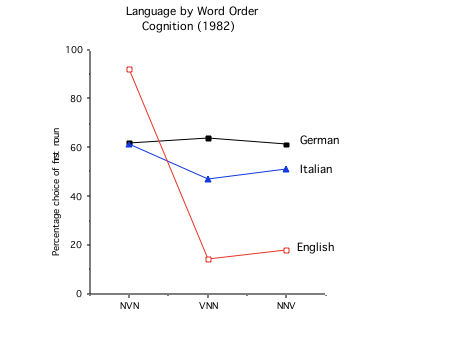 Language by Word Order
Cognition (1982)
100
80
60
40
20
0
Percentage choice of first noun
German
Italian
English
NVN VNN NNV